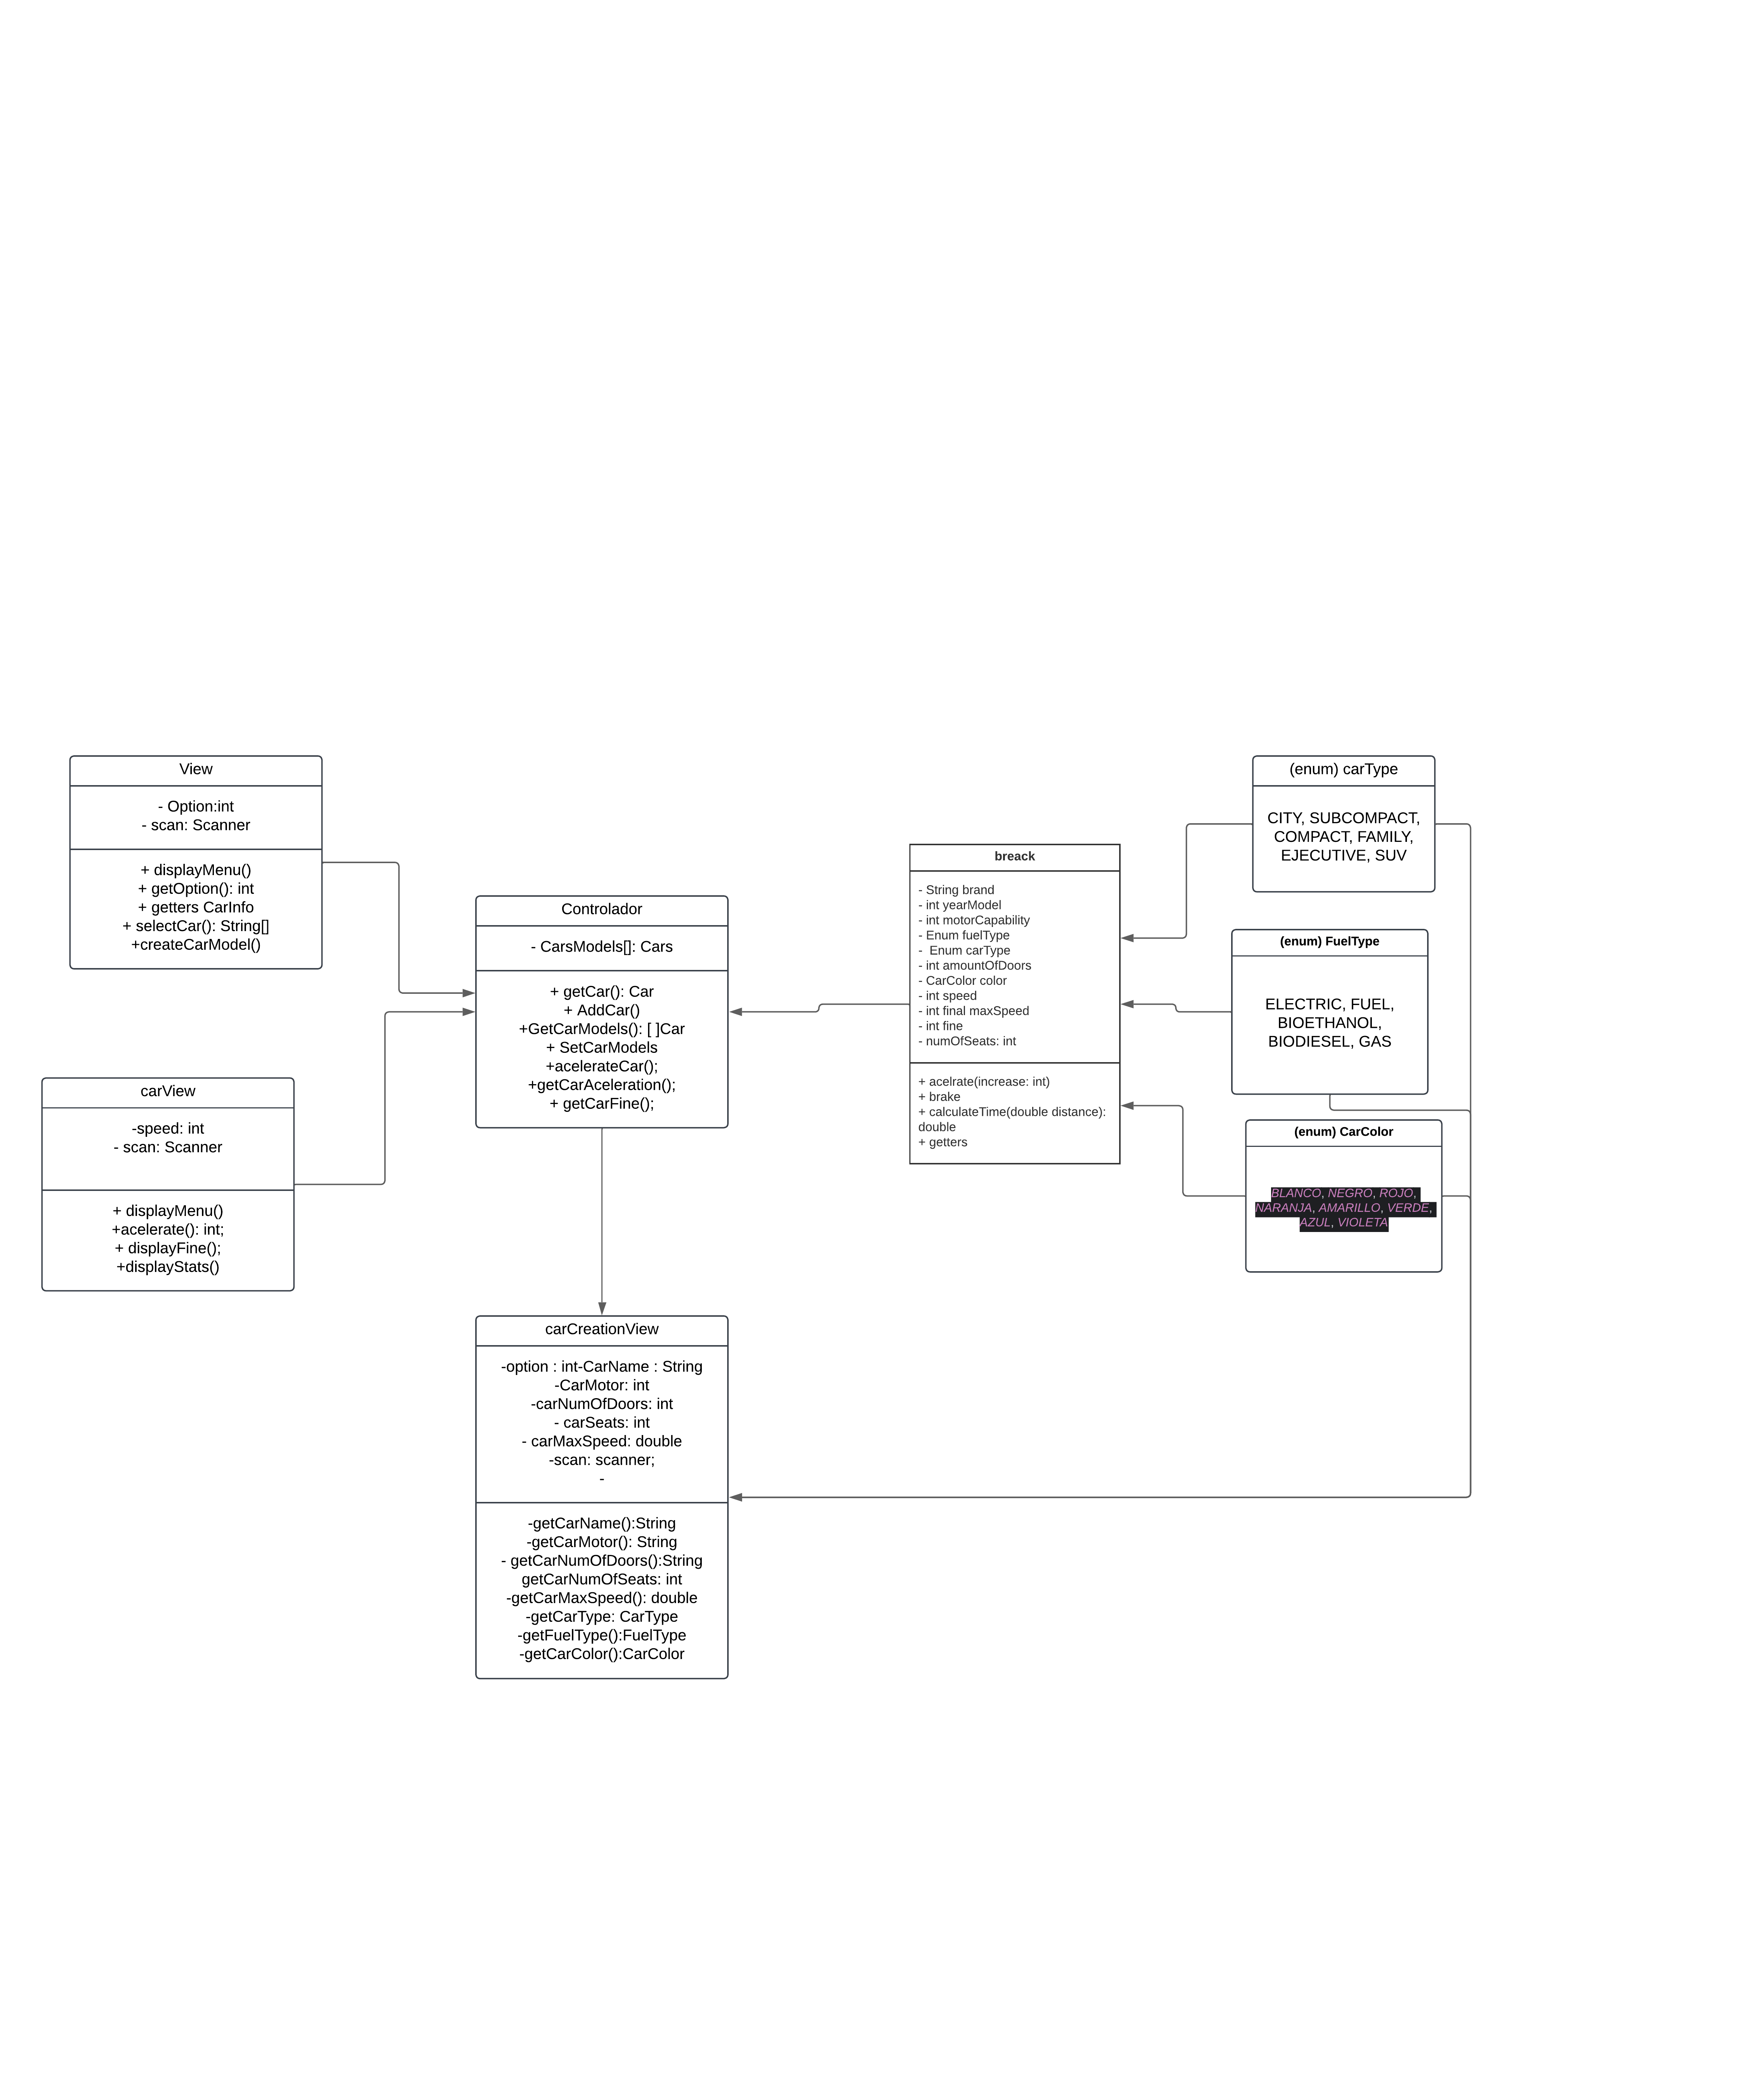 View
- Option:int
- scan: Scanner
+ displayMenu()
+ getOption(): int
+ getters CarInfo
+ selectCar(): String[]
+createCarModel()
carView
-speed: int
- scan: Scanner
+ displayMenu()
+acelerate(): int;
+ displayFine();
+displayStats()
Controlador
- CarsModels[]: Cars
+ getCar(): Car
+ AddCar()
+GetCarModels(): [ ]Car
+ SetCarModels
+acelerateCar();
+getCarAceleration();
+ getCarFine();
carCreationView
-option : int-CarName : String
-CarMotor: int
-carNumOfDoors: int
- carSeats: int
- carMaxSpeed: double
-scan: scanner;
-
-getCarName():String
-getCarMotor(): String
- getCarNumOfDoors():String
getCarNumOfSeats: int
-getCarMaxSpeed(): double
-getCarType: CarType
-getFuelType():FuelType
-getCarColor():CarColor
breack
- String brand
- int yearModel
- int motorCapability
- Enum fuelType
-  Enum carType
- int amountOfDoors
- CarColor color
- int speed
- int final maxSpeed
- int fine
- numOfSeats: int
+ acelrate(increase: int)
+ brake
+ calculateTime(double distance):
double
+ getters
(enum) carType
CITY, SUBCOMPACT,
COMPACT, FAMILY,
EJECUTIVE, SUV
(enum) FuelType
ELECTRIC, FUEL,
BIOETHANOL,
BIODIESEL, GAS
(enum) CarColor
BLANCO, NEGRO, ROJO,
NARANJA, AMARILLO, VERDE,
AZUL, VIOLETA